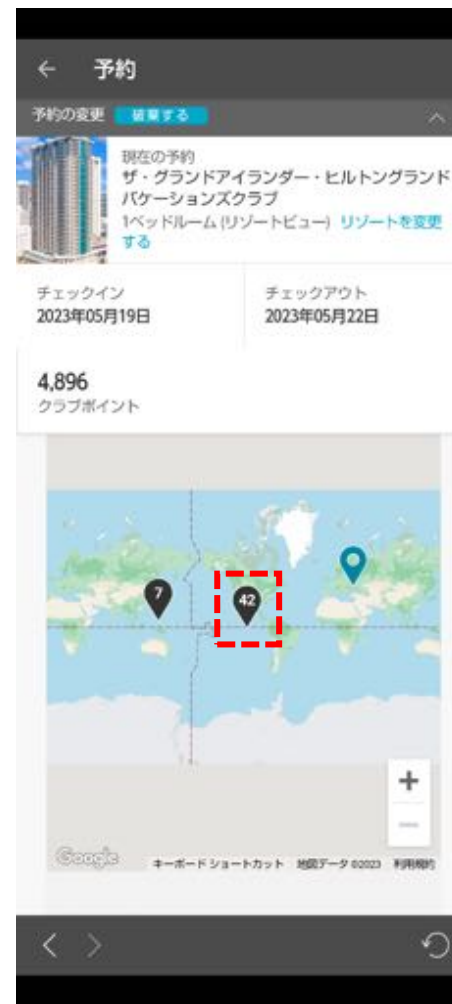 予約
予約の変更 破棄する
現在の予約
ザ・グランドアイランダー・ヒルトングランド
バケーションズクラブ
1ベッドルーム (リゾートビュー) リゾートを変更
する
チェックイン
2023年05月19日
チェックアウト
2023年05月22日
4,896
クラブポイント
7
42
Google
キーボード ショートカット 地図データ ©2023 利用規約